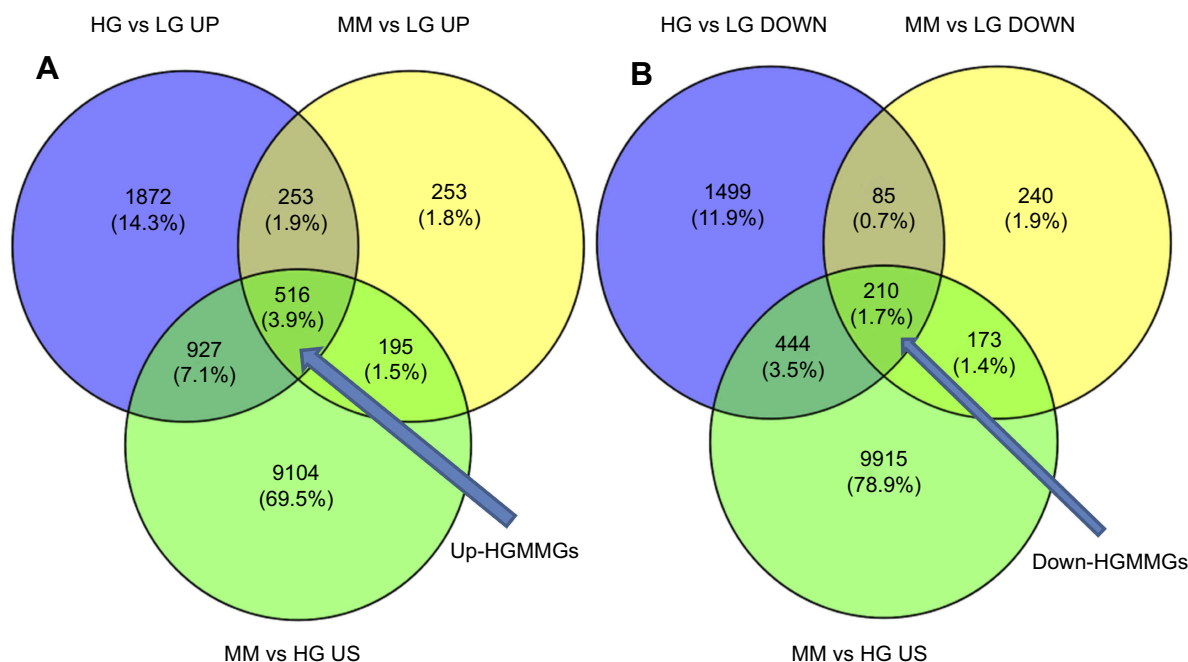 HG vs LG UP
MM vs LG UP
A
1872
(14.3%)
253
(1.9%)
253
(1.8%)
516
(3.9%)
927
(7.1%)
195
(1.5%)
9104
(69.5%)
Up-HGMMGs
MM vs HG US
HG vs LG DOWN
MM vs LG DOWN
B
1499
(11.9%)
85
(0.7%)
240
(1.9%)
210
(1.7%)
444
(3.5%)
173
(1.4%)
9915
(78.9%)
Down-HGMMGs
MM vs HG US